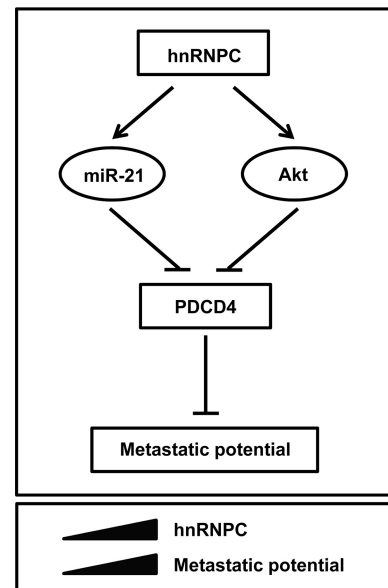 hnRNPC
miR-21
Akt
PDCD4
Metastatic potential
hnRNPC
Metastatic potential